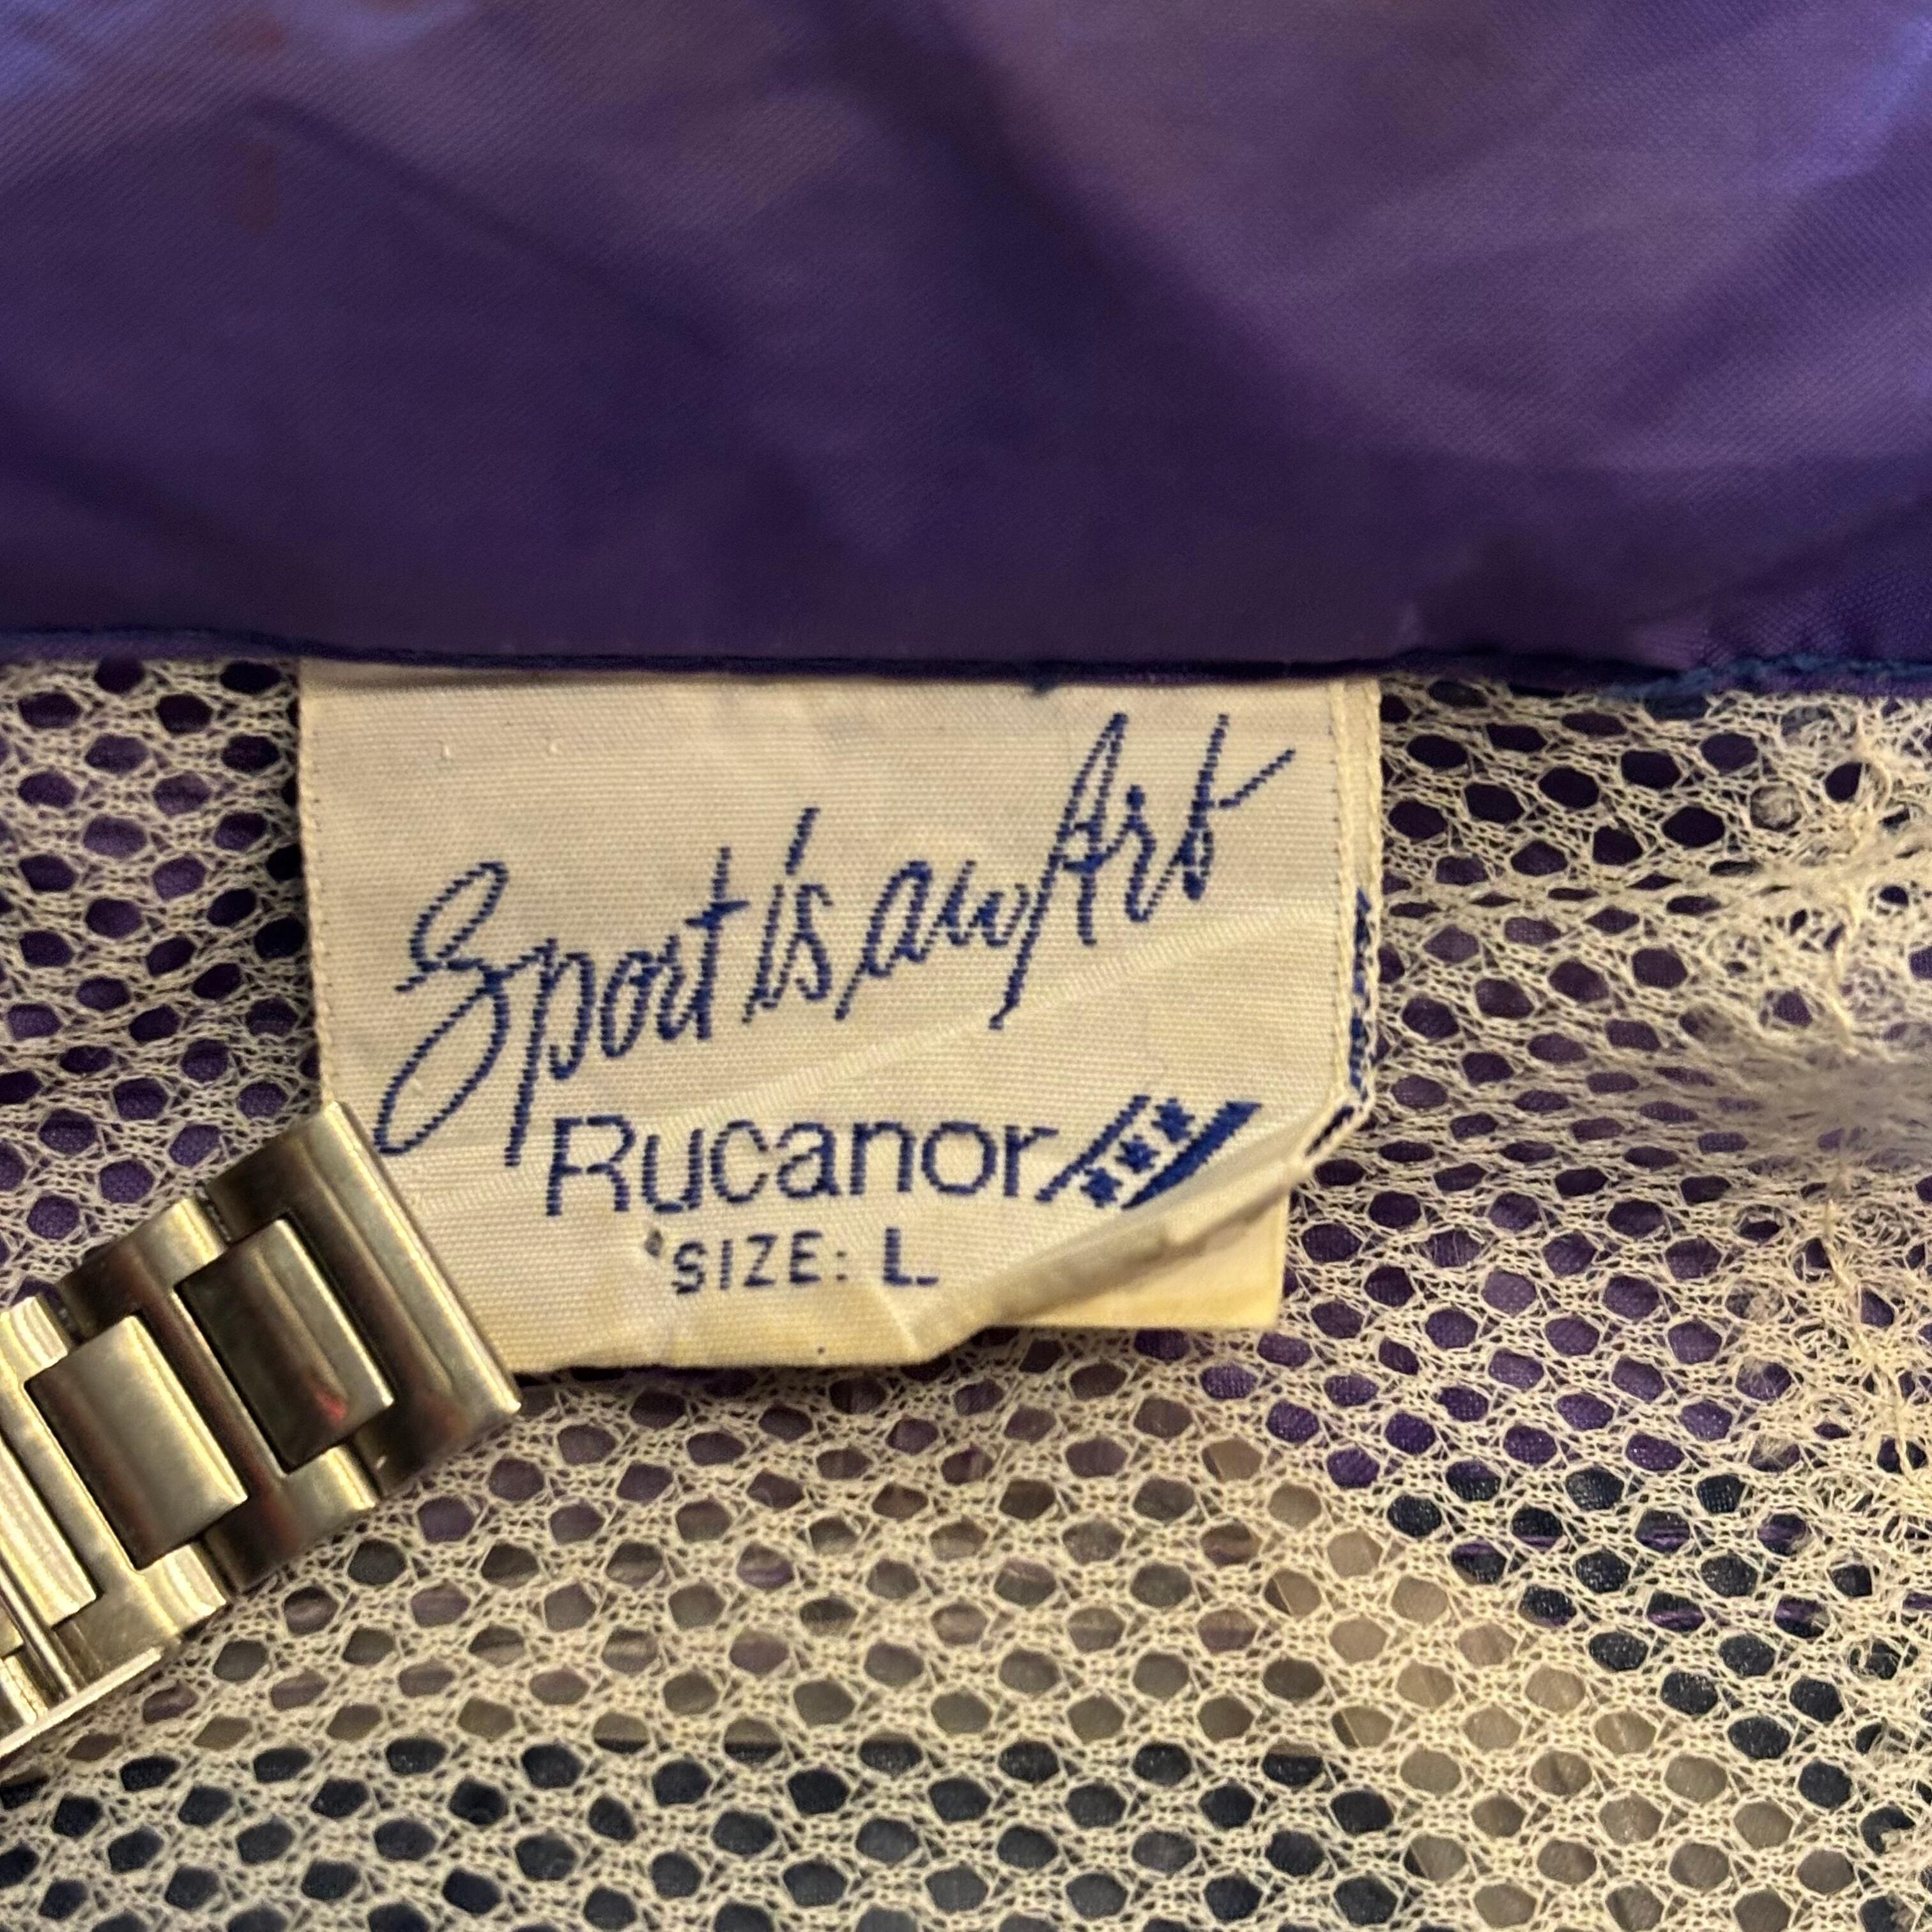 Sport is an Art
Rucanor
SIZE: L